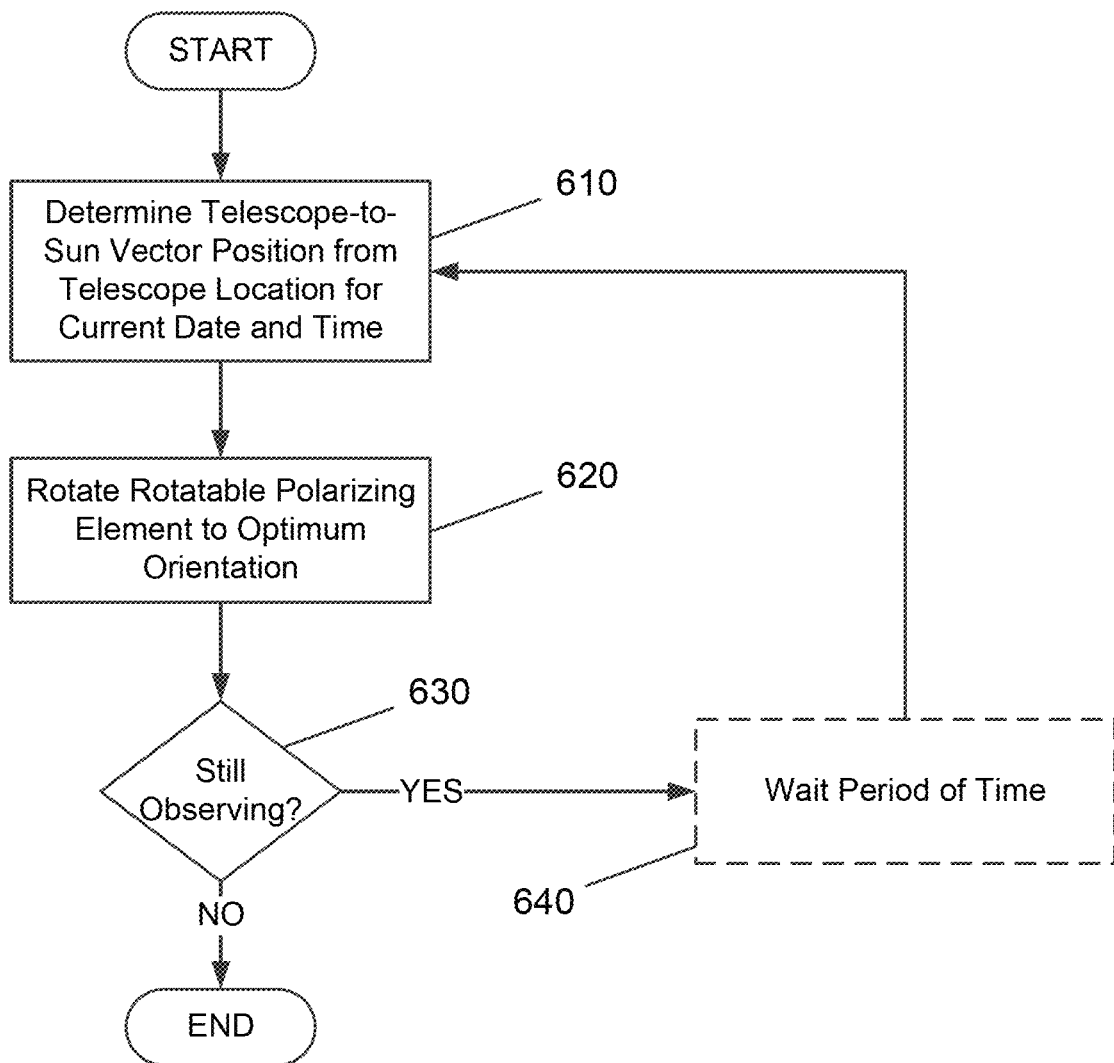 START
610
Determine Telescope-to-
Sun Vector Position from
Telescope Location for
Current Date and Time
620
Rotate Rotatable Polarizing
Element to Optimum
Orientation
630
Still
Observing?
YES
Wait Period of Time
640
NO
END